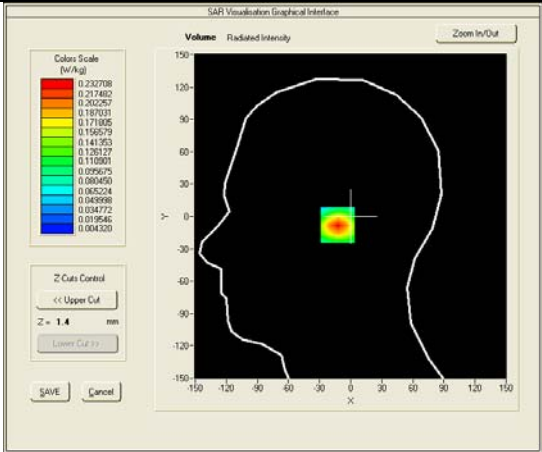 SAR Visualisation Graphical Interface
Volume Radiated Intensity
Zoom In/Out
Colors Scale
(W/kg)
0.232708
0.217482
0.202257
0.187031
0.171805
0.156579
0.141353
0.126127
0.110901
0.095675
0.080450
0.065224
0.049998
0.034772
0.019546
0.004320
Z Cuts Control
<< Upper Cut
Z = 1.4 mm
Lower Cut >>
SAVE Cancel
150
120
90
60
30
0
-30
-60
-90
-120
-150
Y
-150 -120 -90 -60 -30 0 30 60 90 120 150
X